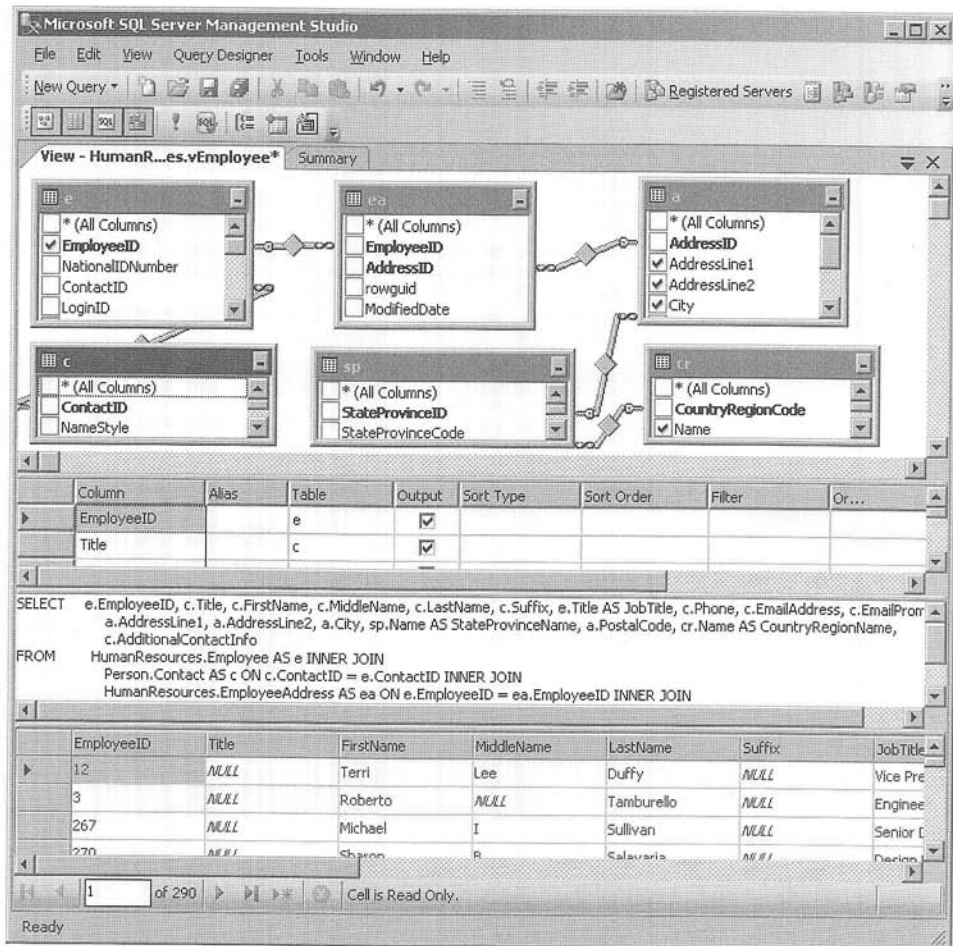 Microsoft SQL Server Management Studio
File Edit View Query Designer Tools Window Help
New Query Registered Servers
SQL SQL
View - HumanR...es.vEmployee* Summary
e
* (All Columns)
EmployeeID
NationalIDNumber
ContactID
LoginID
ea
* (All Columns)
EmployeeID
AddressID
rowguid
ModifiedDate
a
* (All Columns)
AddressID
AddressLine1
AddressLine2
City
c
* (All Columns)
ContactID
NameStyle
sp
* (All Columns)
StateProvinceID
StateProvinceCode
cr
* (All Columns)
CountryRegionCode
Name
Column Alias Table Output Sort Type Sort Order Filter Or...
EmployeeID e
Title c
SELECT e.EmployeeID, c.Title, c.FirstName, c.MiddleName, c.LastName, c.Suffix, e.Title AS JobTitle, c.Phone, c.EmailAddress, c.EmailProm
a.AddressLine1, a.AddressLine2, a.City, sp.Name AS StateProvinceName, a.PostalCode, cr.Name AS CountryRegionName,
c.AdditionalContactInfo
FROM HumanResources.Employee AS e INNER JOIN
Person.Contact AS c ON c.ContactID = e.ContactID INNER JOIN
HumanResources.EmployeeAddress AS ea ON e.EmployeeID = ea.EmployeeID INNER JOIN
EmployeeID Title FirstName MiddleName LastName Suffix JobTitle
12 NULL Terri Lee Duffy NULL Vice Pre
3 NULL Roberto NULL Tamburello NULL Enginee
267 NULL Michael I Sullivan NULL Senior D
270 NULL Sharon B Salavaria NULL Design
1 of 290 Cell is Read Only.
Ready